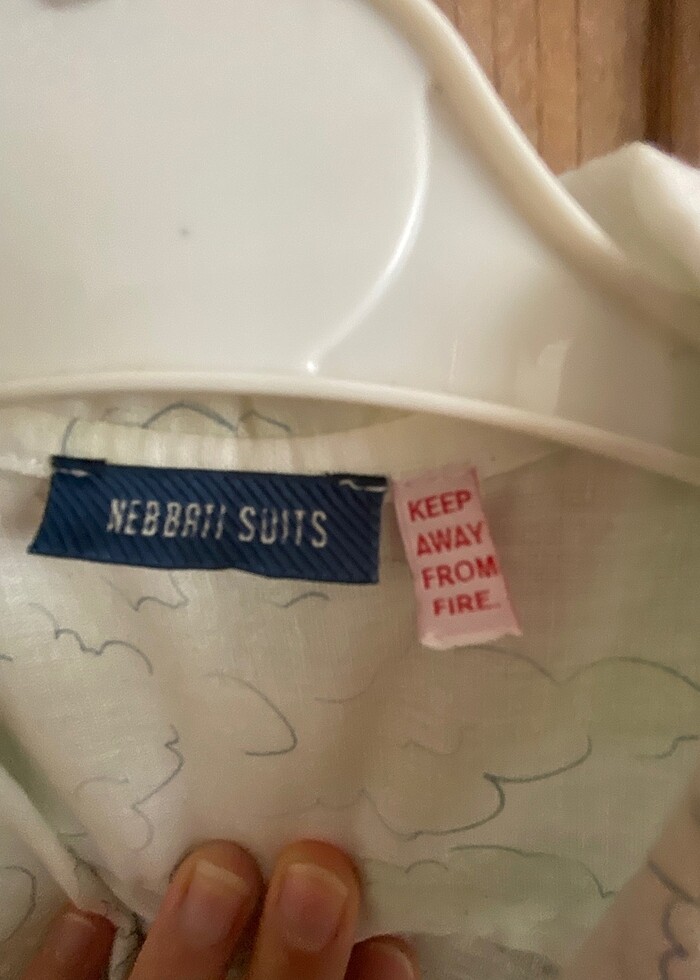 NEBBATI SUITS
KEEP
AWAY
FROM
FIRE.